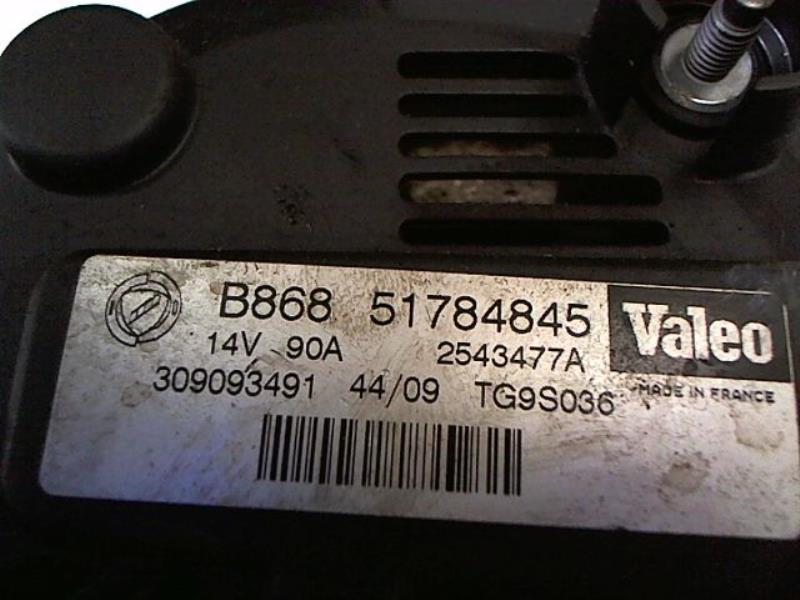 B868 51784845 Valeo
14V 90A 2543477A
MADE IN FRANCE
309093491 44/09 TG9S036